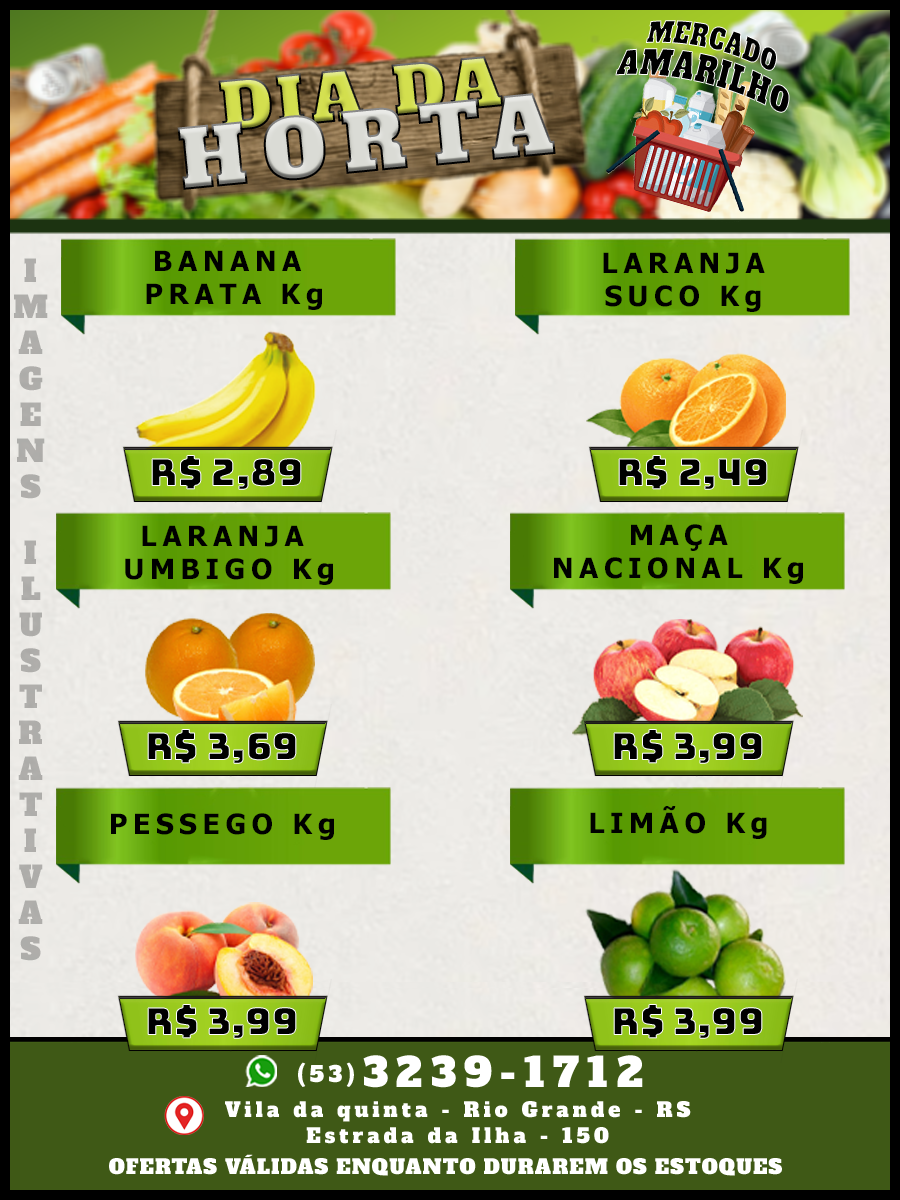 DIA DA
HORTA
MERCADO
AMARILHO
IMAGENS ILUSTRATIVAS
BANANA
PRATA Kg
R$ 2,89
LARANJA
SUCO Kg
R$ 2,49
LARANJA
UMBIGO Kg
R$ 3,69
MAÇA
NACIONAL Kg
R$ 3,99
PESSEGO Kg
R$ 3,99
LIMÃO Kg
R$ 3,99
(53) 3239-1712
Vila da quinta - Rio Grande - RS
Estrada da Ilha - 150
OFERTAS VÁLIDAS ENQUANTO DURAREM OS ESTOQUES